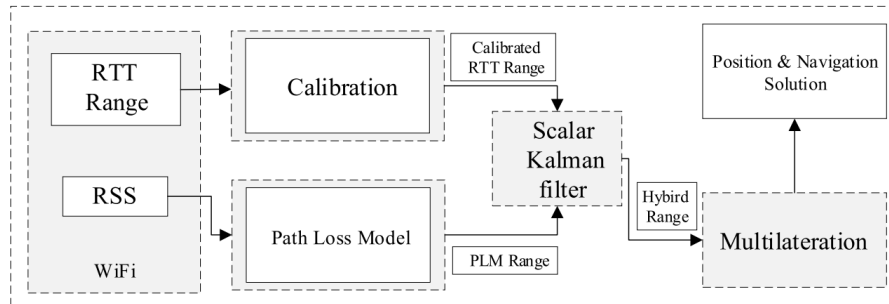 RTT
Range
RSS
WiFi
Calibration
Path Loss Model
Calibrated
RTT Range
PLM Range
Scalar
Kalman
filter
Hybird
Range
Multilateration
Position & Navigation
Solution